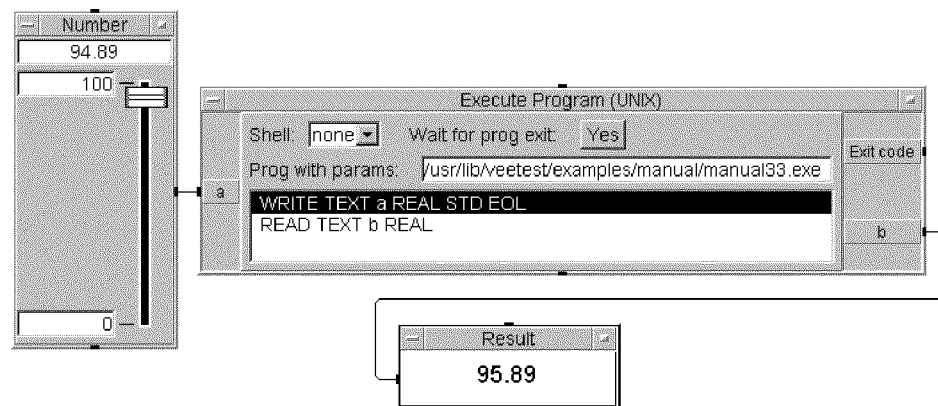 Number
94.89
100
0
Execute Program (UNIX)
Shell: none Wait for prog exit: Yes
Prog with params: /usr/lib/veetest/examples/manual/manual33.exe
a
WRITE TEXT a REAL STD EOL
READ TEXT b REAL
Exit code
b
Result
95.89